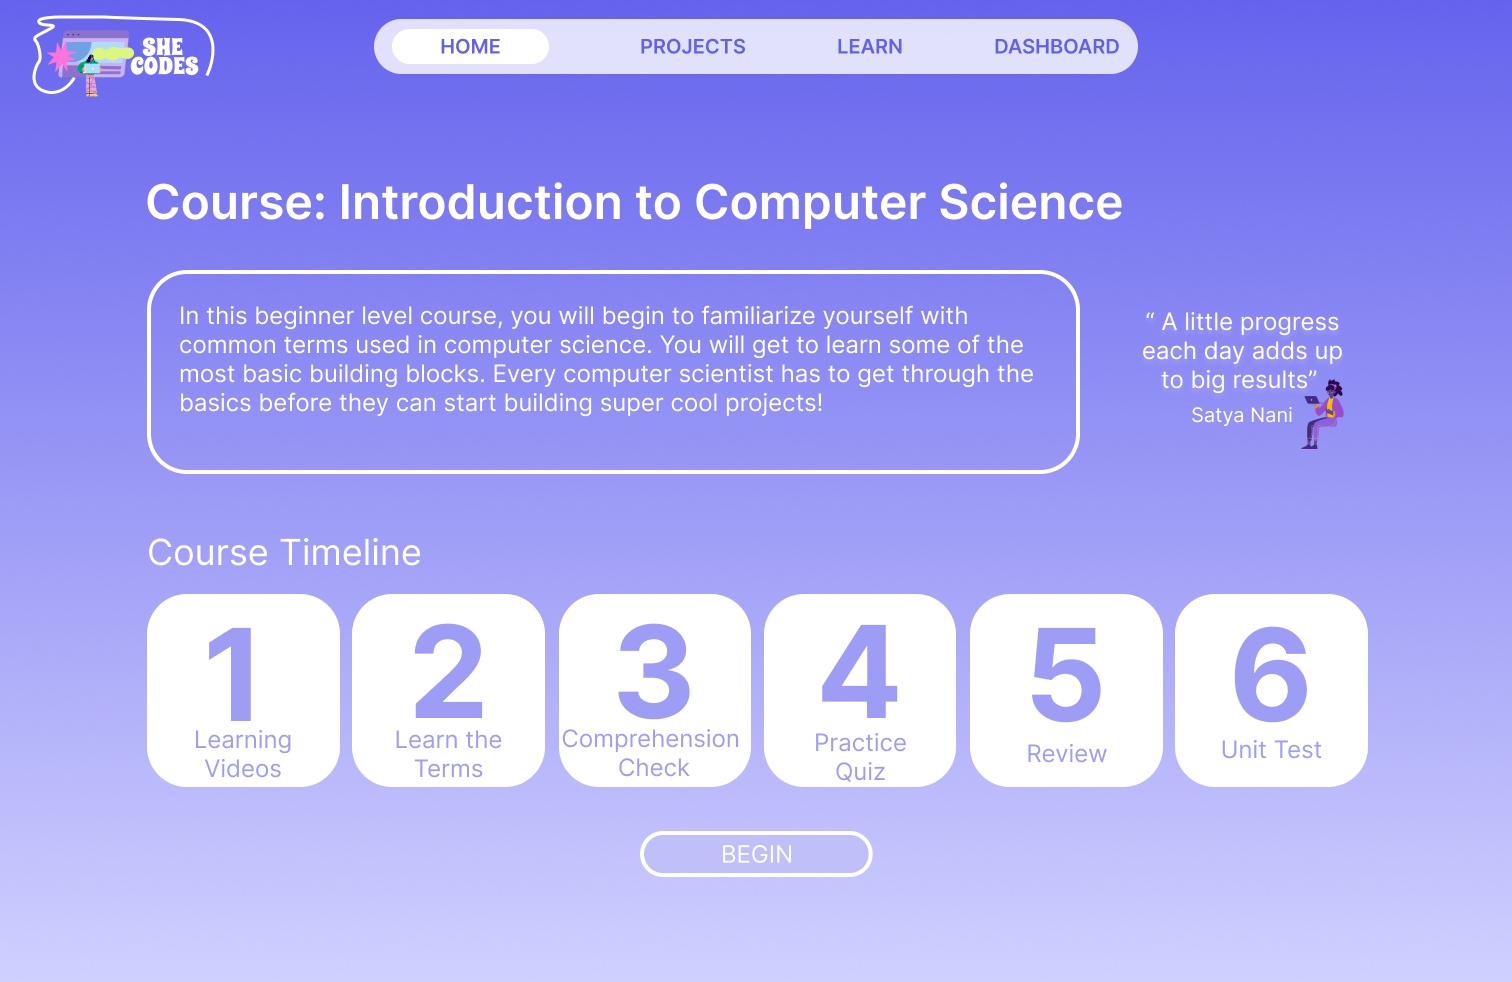 SHE
CODES
HOME
PROJECTS
LEARN
DASHBOARD
Course: Introduction to Computer Science
In this beginner level course, you will begin to familiarize yourself with
common terms used in computer science. You will get to learn some of the
most basic building blocks. Every computer scientist has to get through the
basics before they can start building super cool projects!
“ A little progress
each day adds up
to big results”
Satya Nani
Course Timeline
1
Learning
Videos
2
Learn the
Terms
3
Comprehension
Check
4
Practice
Quiz
5
Review
6
Unit Test
BEGIN